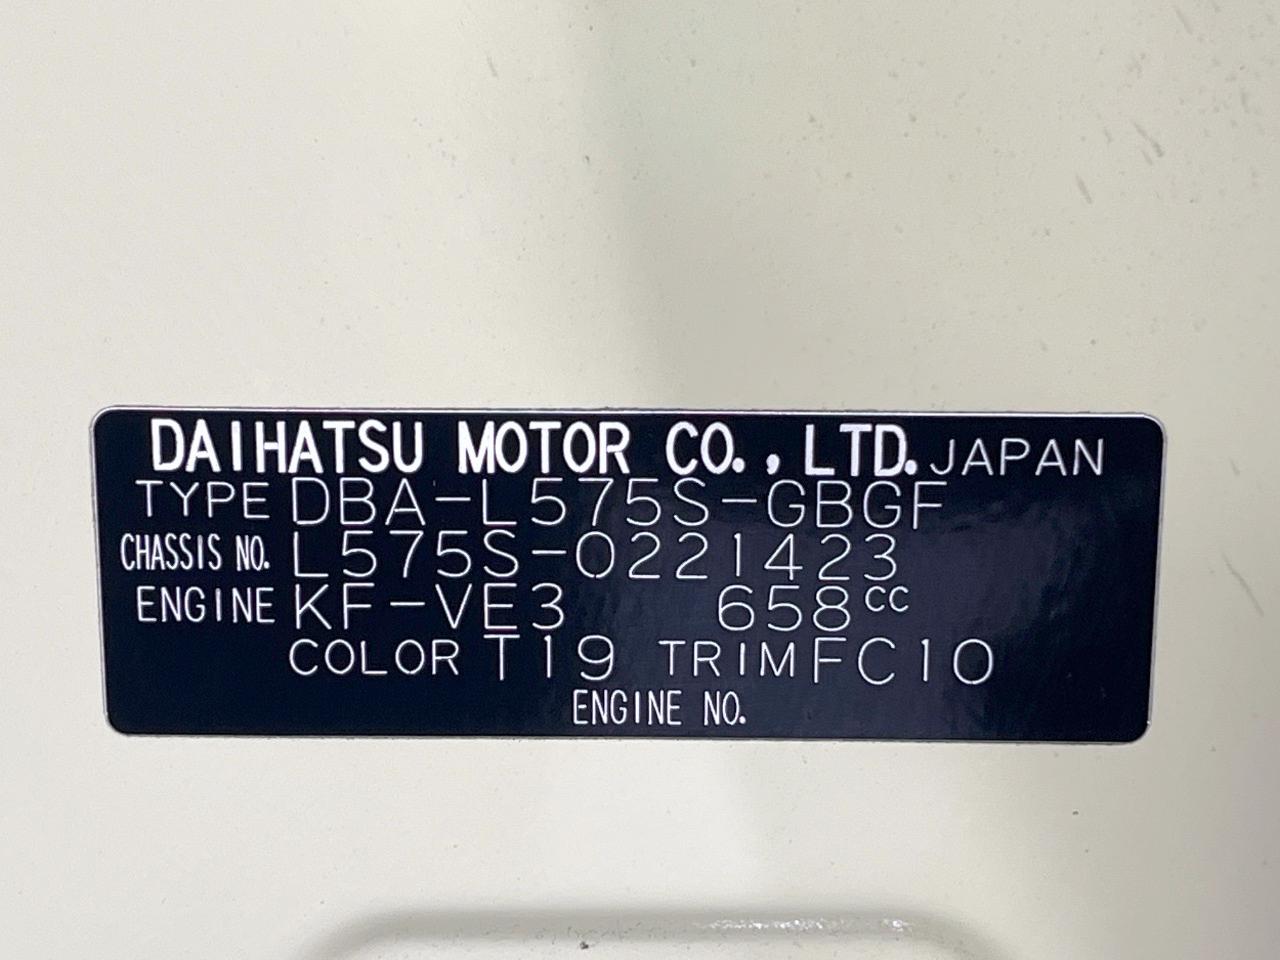 DAIHATSU MOTOR CO., LTD. JAPAN
TYPE DBA-L575S-GBGF
CHASSIS NO. L575S-0221423
ENGINE KF-VE3 658cc
COLOR T19 TRIM FC10
ENGINE NO.